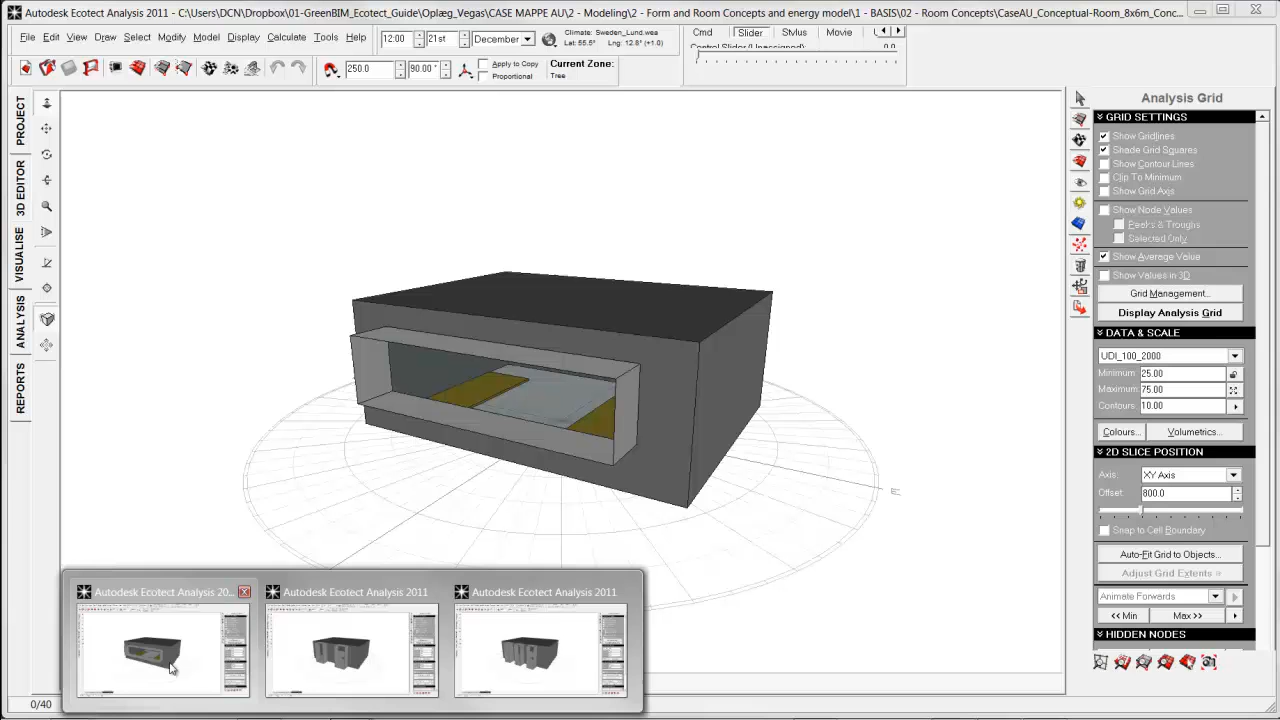 Autodesk Ecotect Analysis 2011 - C:\Users\DCN\Dropbox\01-GreenBIM_Ecotect_Guide\Oplæg_Vegas\CASE MAPPE AU\2 - Modeling\2 - Form and Room Concepts and energy model\1 - BASIS\02 - Room Concepts\CaseAU_Conceptual-Room_8x6m_Conc...
File Edit View Draw Select Modify Model Display Calculate Tools Help
12:00 21st December
Climate: Sweden_Lund.wea
Lat: 55.5° Lng: 12.8° (+1.0)
Cmd Slider Stylus Movie
Control Slider (Unassigned): 0.0
250.0 90.00 °
Apply to Copy
Proportional
Current Zone:
Tree
PROJECT
3D EDITOR
VISUALISE
ANALYSIS
REPORTS
E
Analysis Grid
GRID SETTINGS
Show Gridlines
Shade Grid Squares
Show Contour Lines
Clip To Minimum
Show Grid Axis
Show Node Values
Peeks & Troughs
Selected Only
Show Average Value
Show Values in 3D
Grid Management...
Display Analysis Grid
DATA & SCALE
UDI_100_2000
Minimum: 25.00
Maximum: 75.00
Contours: 10.00
Colours... Volumetrics...
2D SLICE POSITION
Axis: XY Axis
Offset: 800.0
Snap to Cell Boundary
Auto-Fit Grid to Objects...
Adjust Grid Extents »
Animate Forwards
<< Min Max >>
HIDDEN NODES
Autodesk Ecotect Analysis 20... Autodesk Ecotect Analysis 2011 Autodesk Ecotect Analysis 2011
0/40